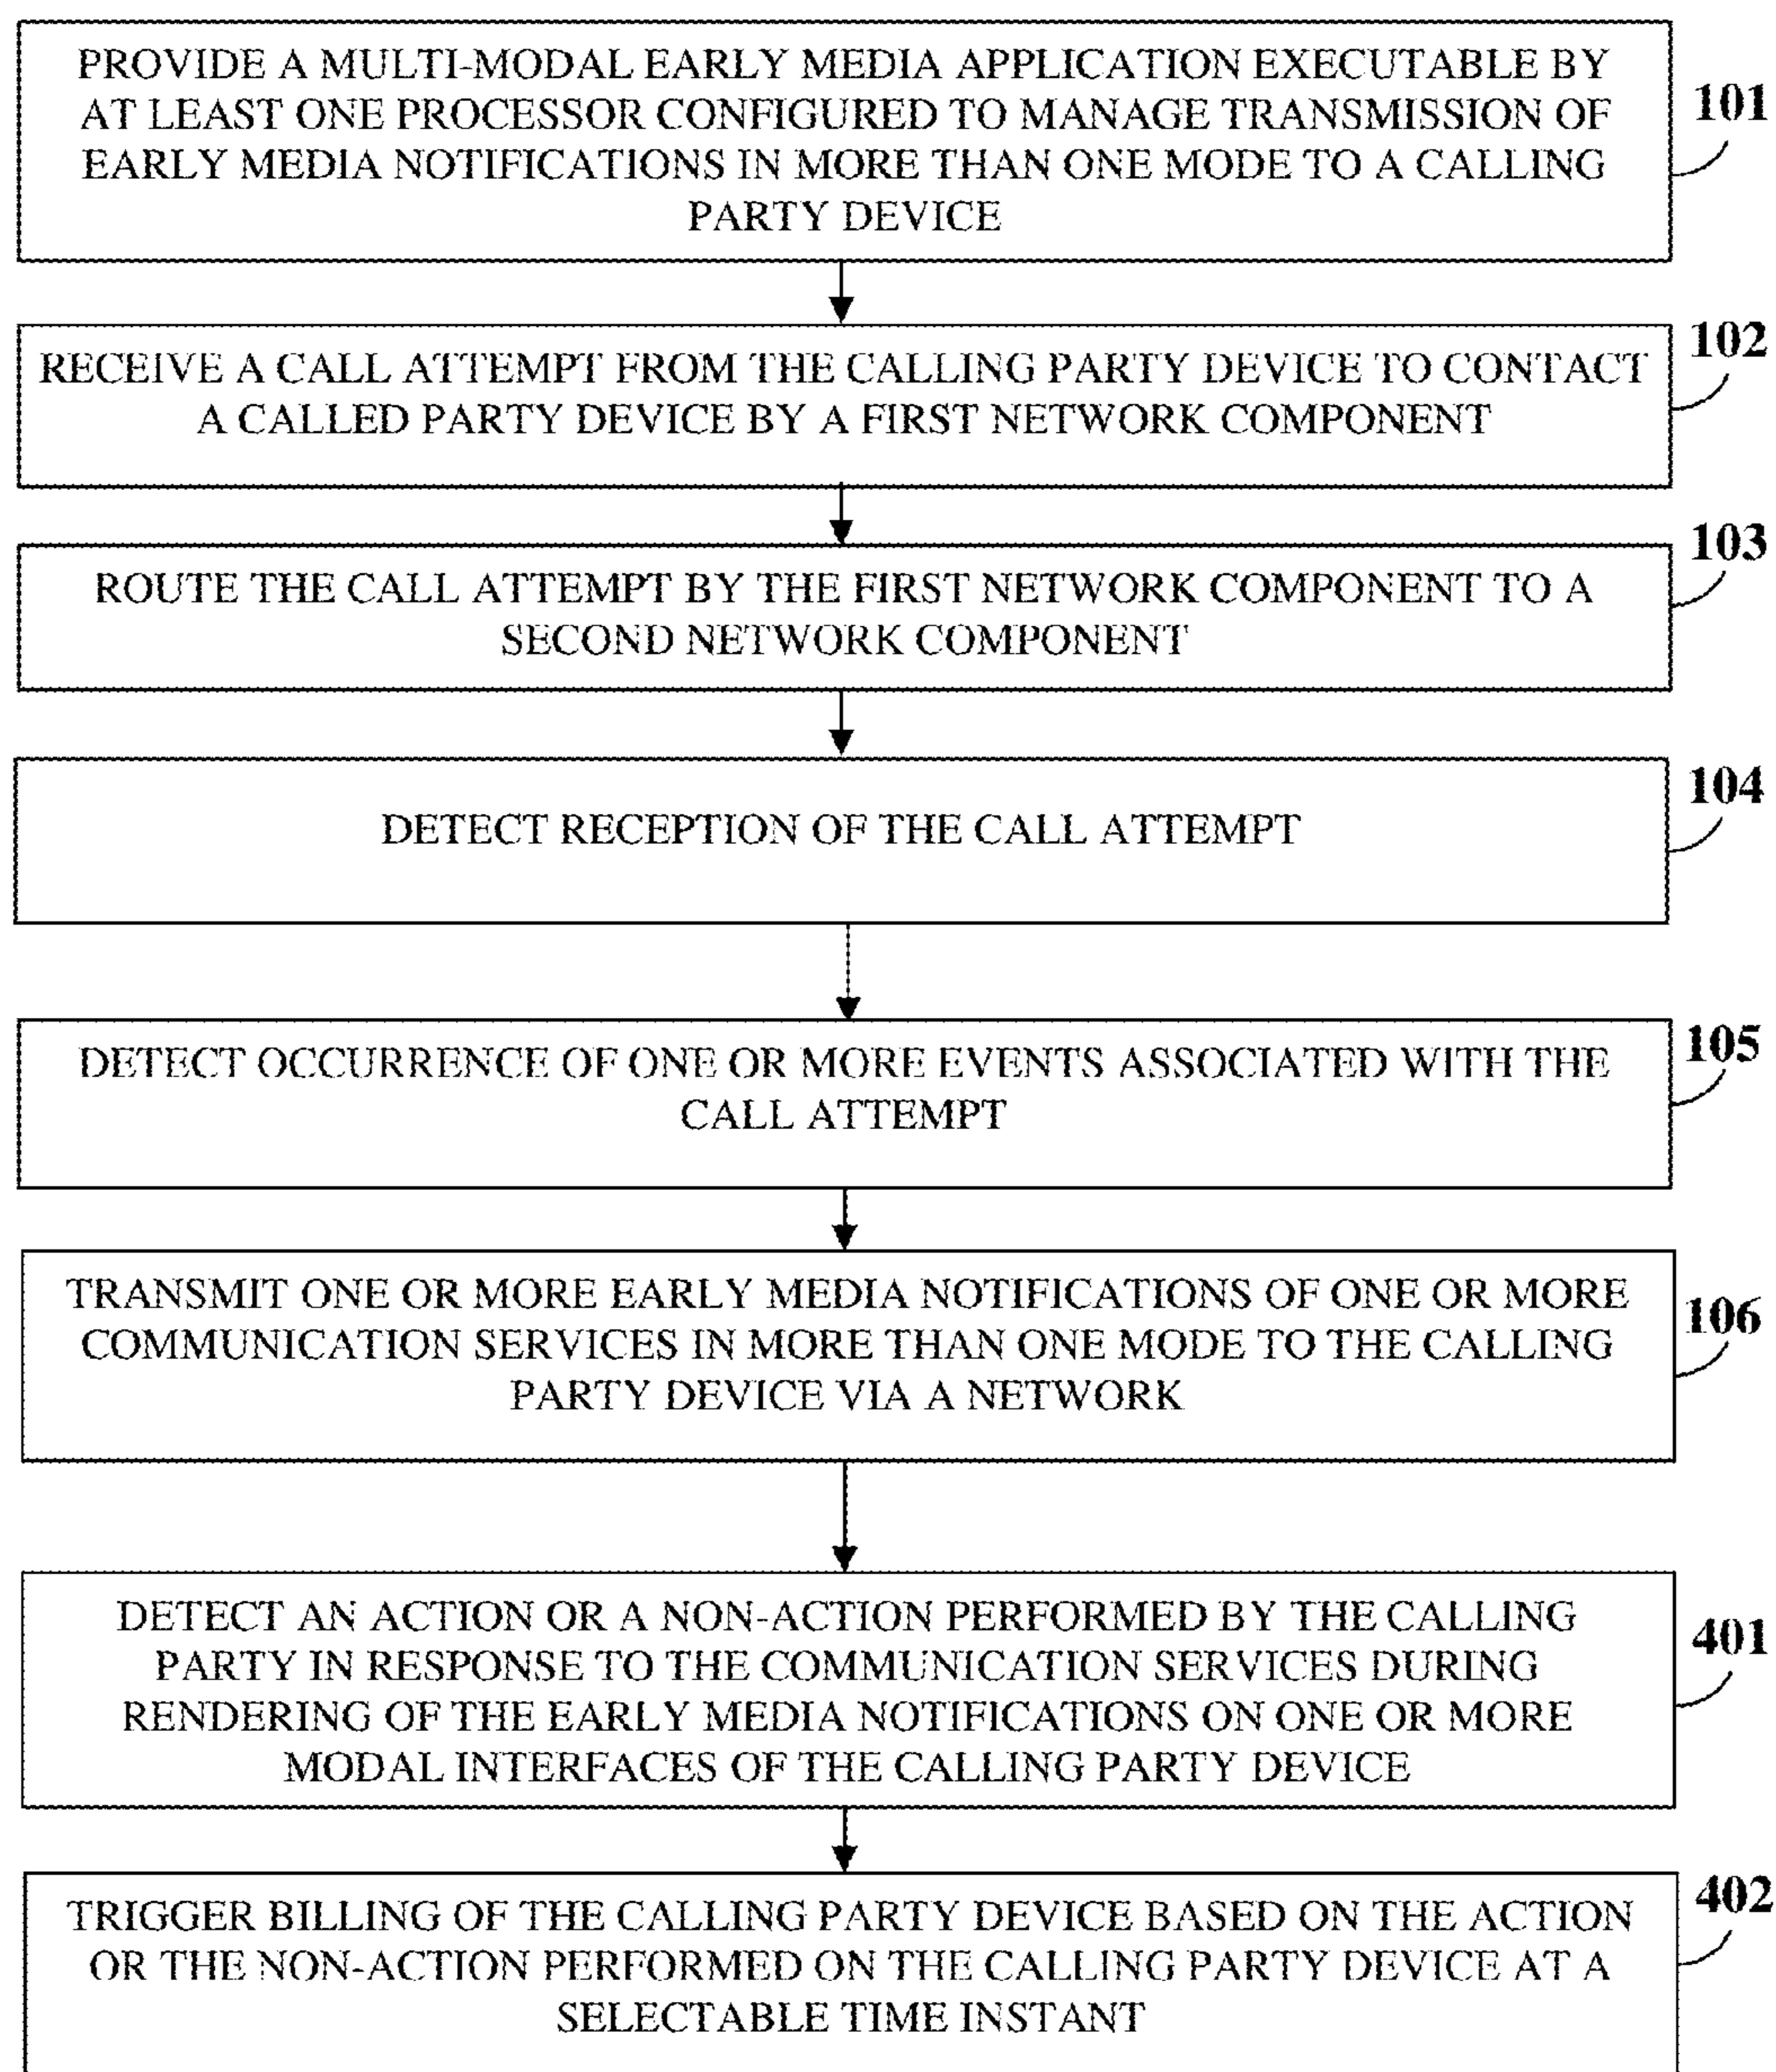 PROVIDE A MULTI-MODAL EARLY MEDIA APPLICATION EXECUTABLE BY
AT LEAST ONE PROCESSOR CONFIGURED TO MANAGE TRANSMISSION OF
EARLY MEDIA NOTIFICATIONS IN MORE THAN ONE MODE TO A CALLING
PARTY DEVICE
101
RECEIVE A CALL ATTEMPT FROM THE CALLING PARTY DEVICE TO CONTACT
A CALLED PARTY DEVICE BY A FIRST NETWORK COMPONENT
102
ROUTE THE CALL ATTEMPT BY THE FIRST NETWORK COMPONENT TO A
SECOND NETWORK COMPONENT
103
DETECT RECEPTION OF THE CALL ATTEMPT
104
DETECT OCCURRENCE OF ONE OR MORE EVENTS ASSOCIATED WITH THE
CALL ATTEMPT
105
TRANSMIT ONE OR MORE EARLY MEDIA NOTIFICATIONS OF ONE OR MORE
COMMUNICATION SERVICES IN MORE THAN ONE MODE TO THE CALLING
PARTY DEVICE VIA A NETWORK
106
DETECT AN ACTION OR A NON-ACTION PERFORMED BY THE CALLING
PARTY IN RESPONSE TO THE COMMUNICATION SERVICES DURING
RENDERING OF THE EARLY MEDIA NOTIFICATIONS ON ONE OR MORE
MODAL INTERFACES OF THE CALLING PARTY DEVICE
401
TRIGGER BILLING OF THE CALLING PARTY DEVICE BASED ON THE ACTION
OR THE NON-ACTION PERFORMED ON THE CALLING PARTY DEVICE AT A
SELECTABLE TIME INSTANT
402